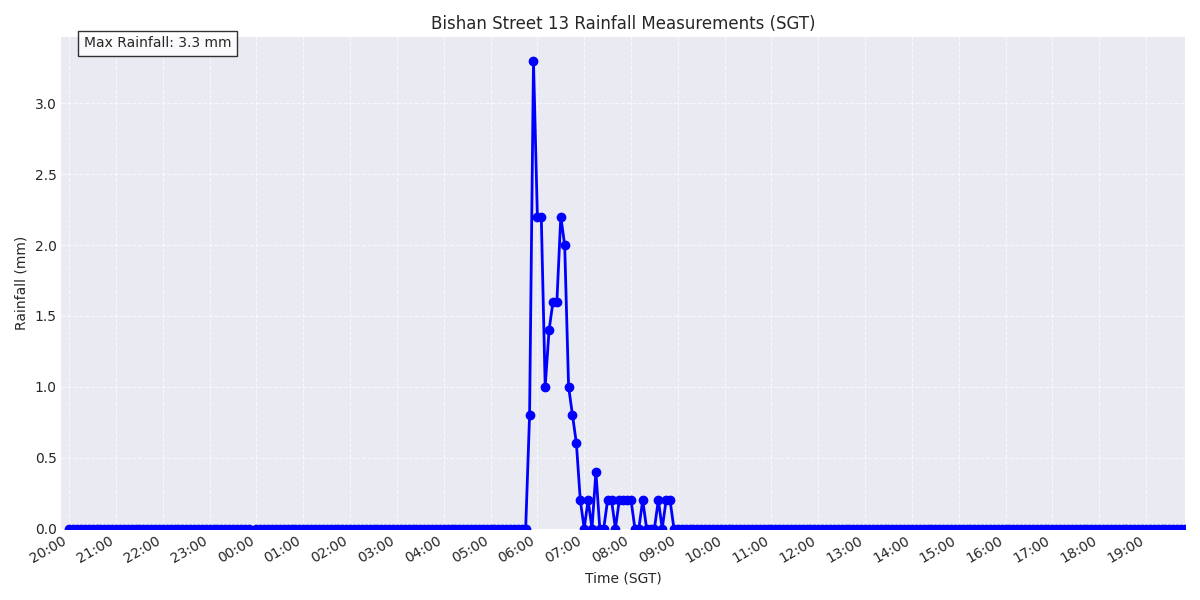 Bishan Street 13 Rainfall Measurements (SGT)
Max Rainfall: 3.3 mm
Rainfall (mm)
3.0
2.5
2.0
1.5
1.0
0.5
0.0
20:00 21:00 22:00 23:00 00:00 01:00 02:00 03:00 04:00 05:00 06:00 07:00 08:00 09:00 10:00 11:00 12:00 13:00 14:00 15:00 16:00 17:00 18:00 19:00
Time (SGT)